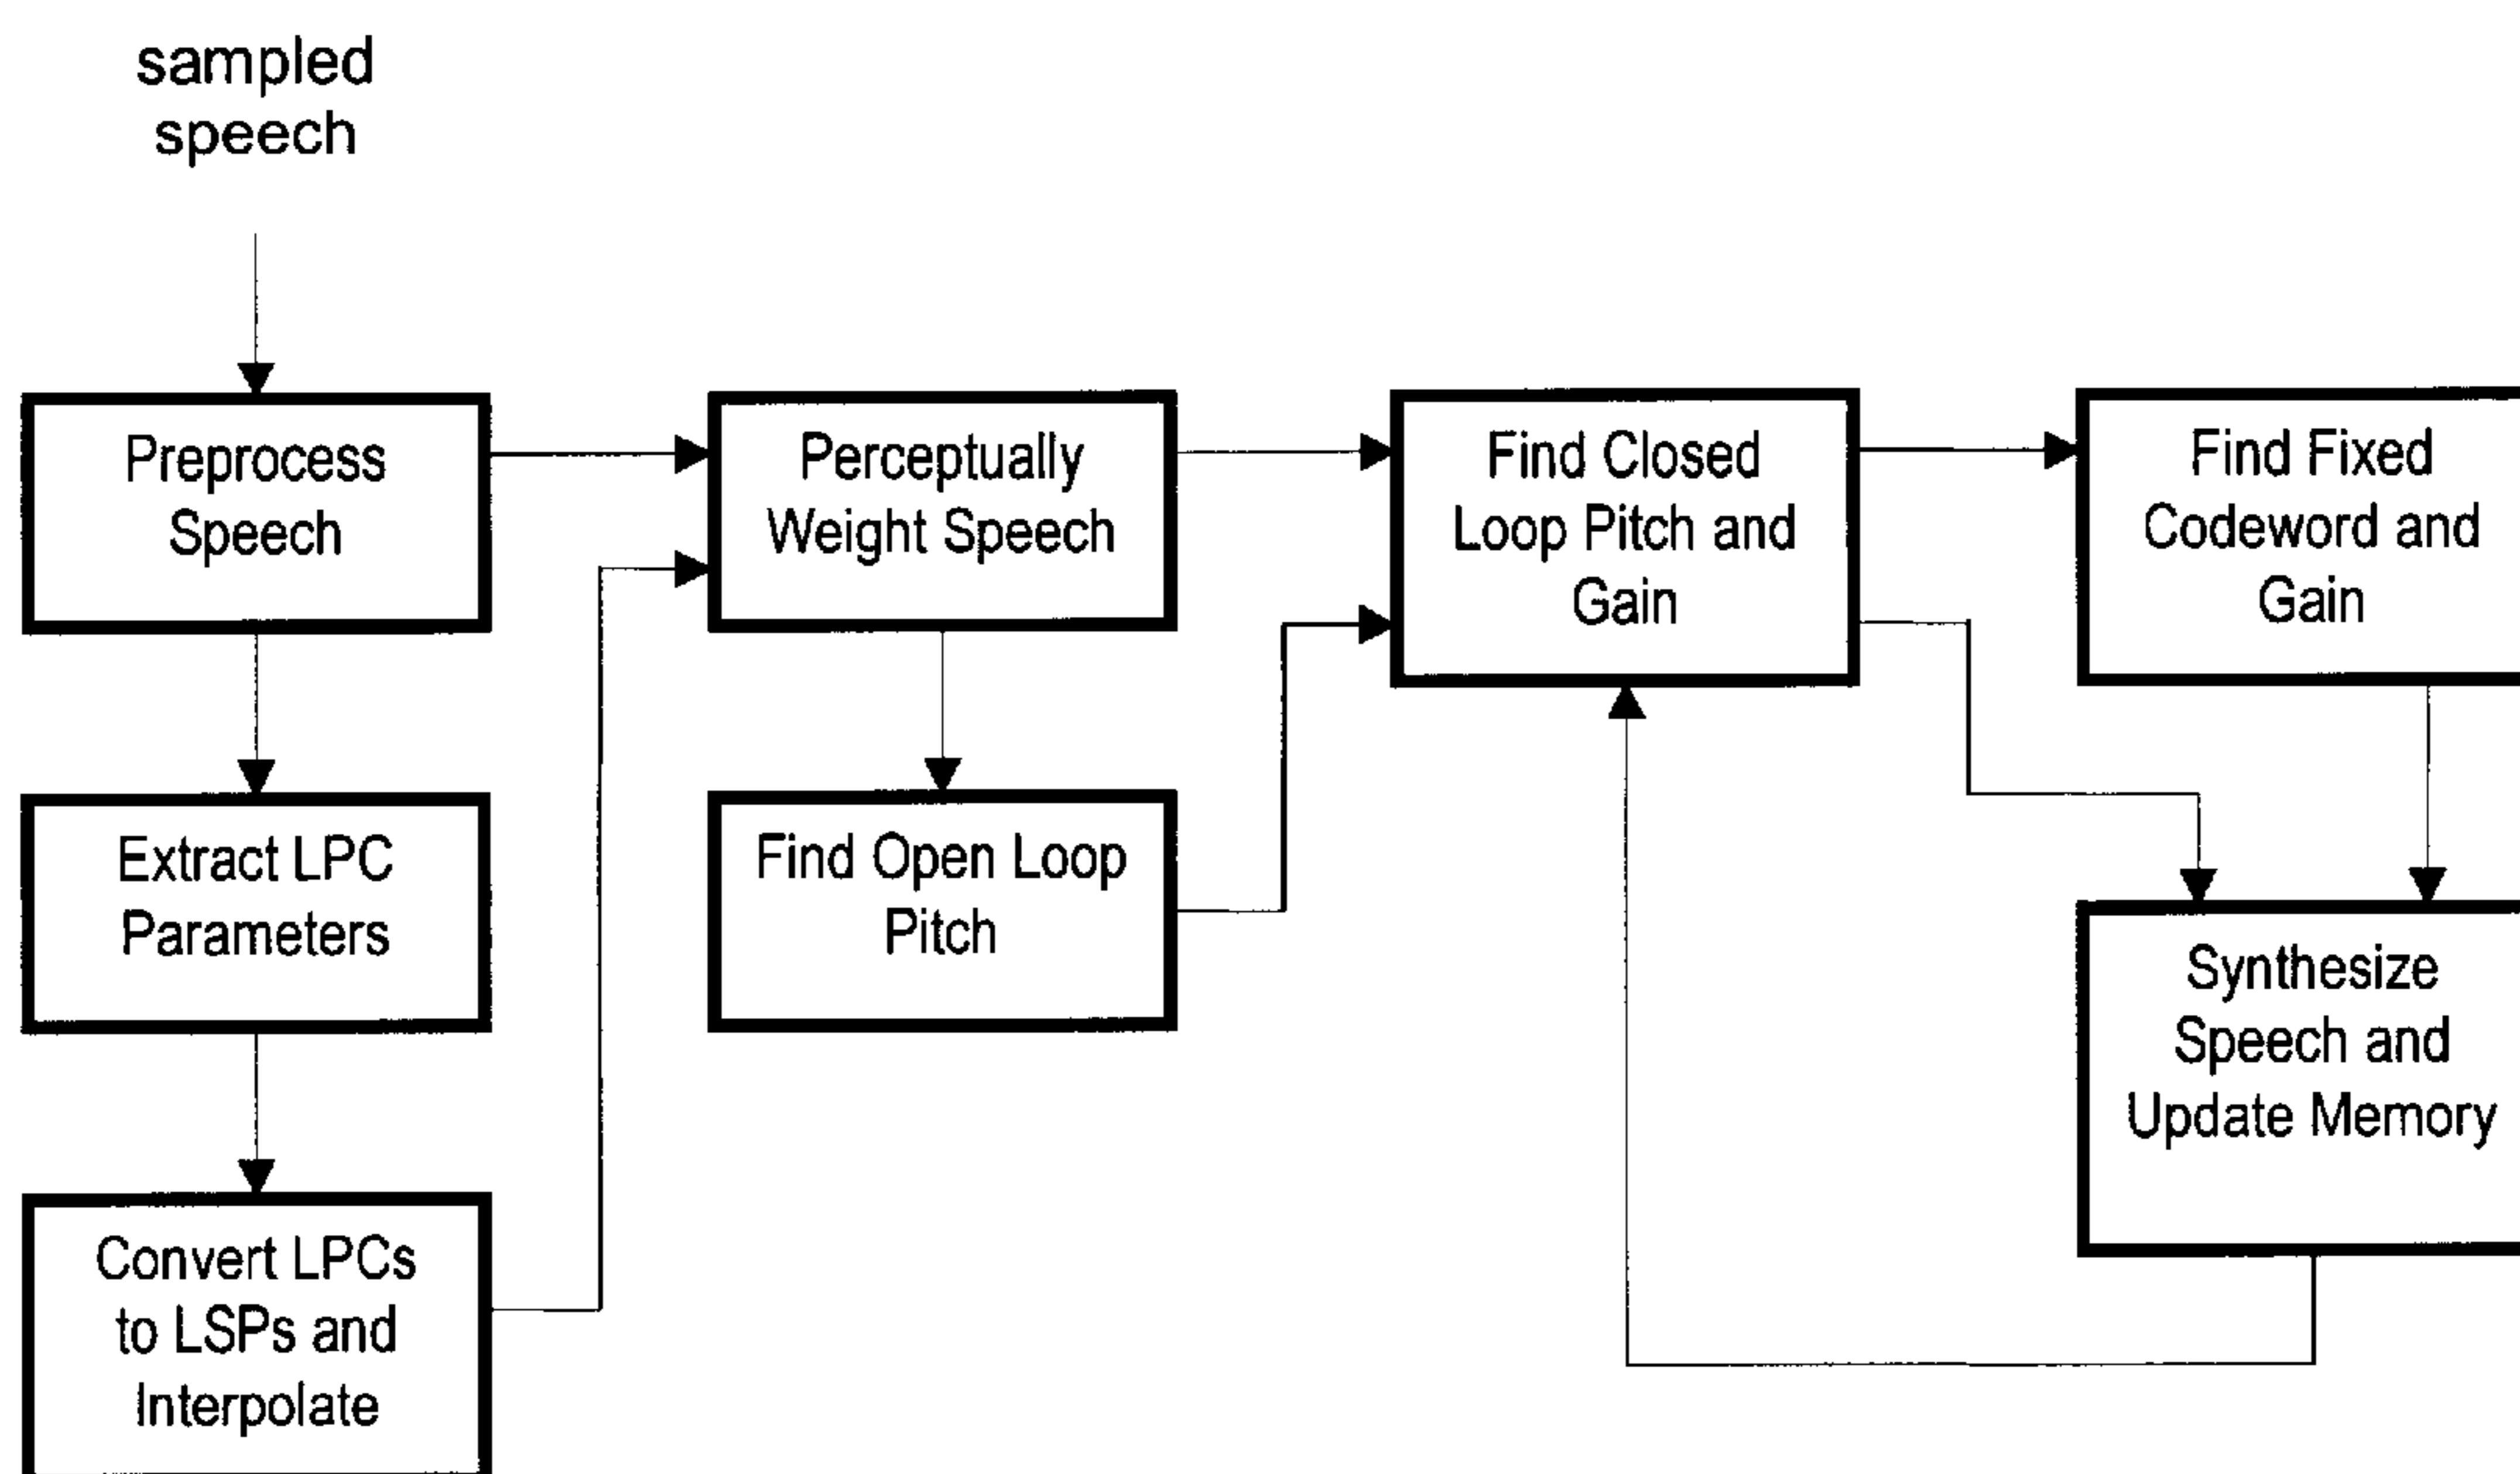 sampled
speech
Preprocess
Speech
Perceptually
Weight Speech
Find Closed
Loop Pitch and
Gain
Find Fixed
Codeword and
Gain
Extract LPC
Parameters
Find Open Loop
Pitch
Synthesize
Speech and
Update Memory
Convert LPCs
to LSPs and
Interpolate